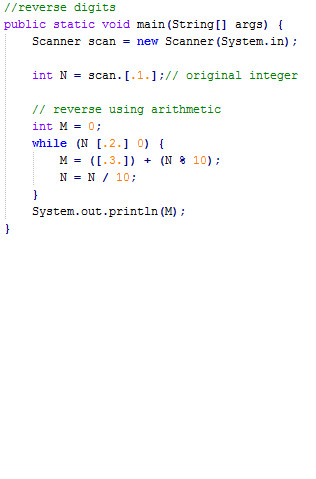 //reverse digits
public static void main(String[] args) {
Scanner scan = new Scanner(System.in);
int N = scan.[.1.];// original integer
// reverse using arithmetic
int M = 0;
while (N [.2.] 0) {
M = ([.3.]) + (N % 10);
N = N / 10;
}
System.out.println(M);
}